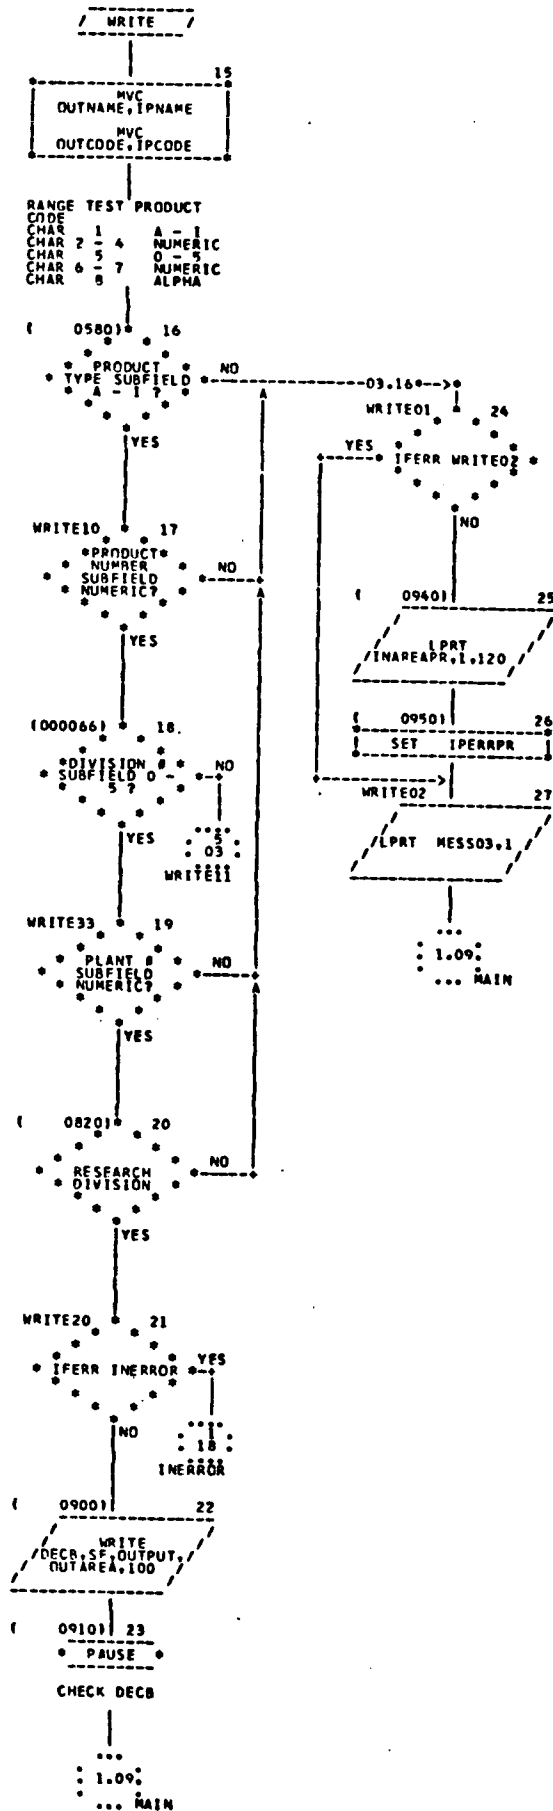 WRITE
15
MVC
OUTNAME,IPNAME
MVC
OUTCODE,IPCODE
RANGE TEST PRODUCT
CODE
CHAR 1 A - I
CHAR 2 - 4 NUMERIC
CHAR 5 0 - 5
CHAR 6 - 7 NUMERIC
CHAR 8 ALPHA
( 0580) 16
PRODUCT
TYPE SUBFIELD
A - I ?
NO
YES
03.16
WRITE01 24
IFERR WRITE02
YES
NO
WRITE10 17
PRODUCT
NUMBER
SUBFIELD
NUMERIC?
NO
YES
( 0940) 25
LPRT
INAREAPR,1,120
( 0950) 26
SET IPERRPR
WRITE02 27
LPRT MESS03,1
1.09
MAIN
(000066) 18
DIVISION #
SUBFIELD 0 -
5 ?
NO
YES
5
03
WRITE11
WRITE33 19
PLANT #
SUBFIELD
NUMERIC?
NO
YES
( 0820) 20
RESEARCH
DIVISION
NO
YES
WRITE20 21
IFERR INERROR
YES
NO
1
18
INERROR
( 0900) 22
WRITE
DECB,SF,OUTPUT,
OUTAREA,100
( 0910) 23
PAUSE
CHECK DECB
1.09
MAIN